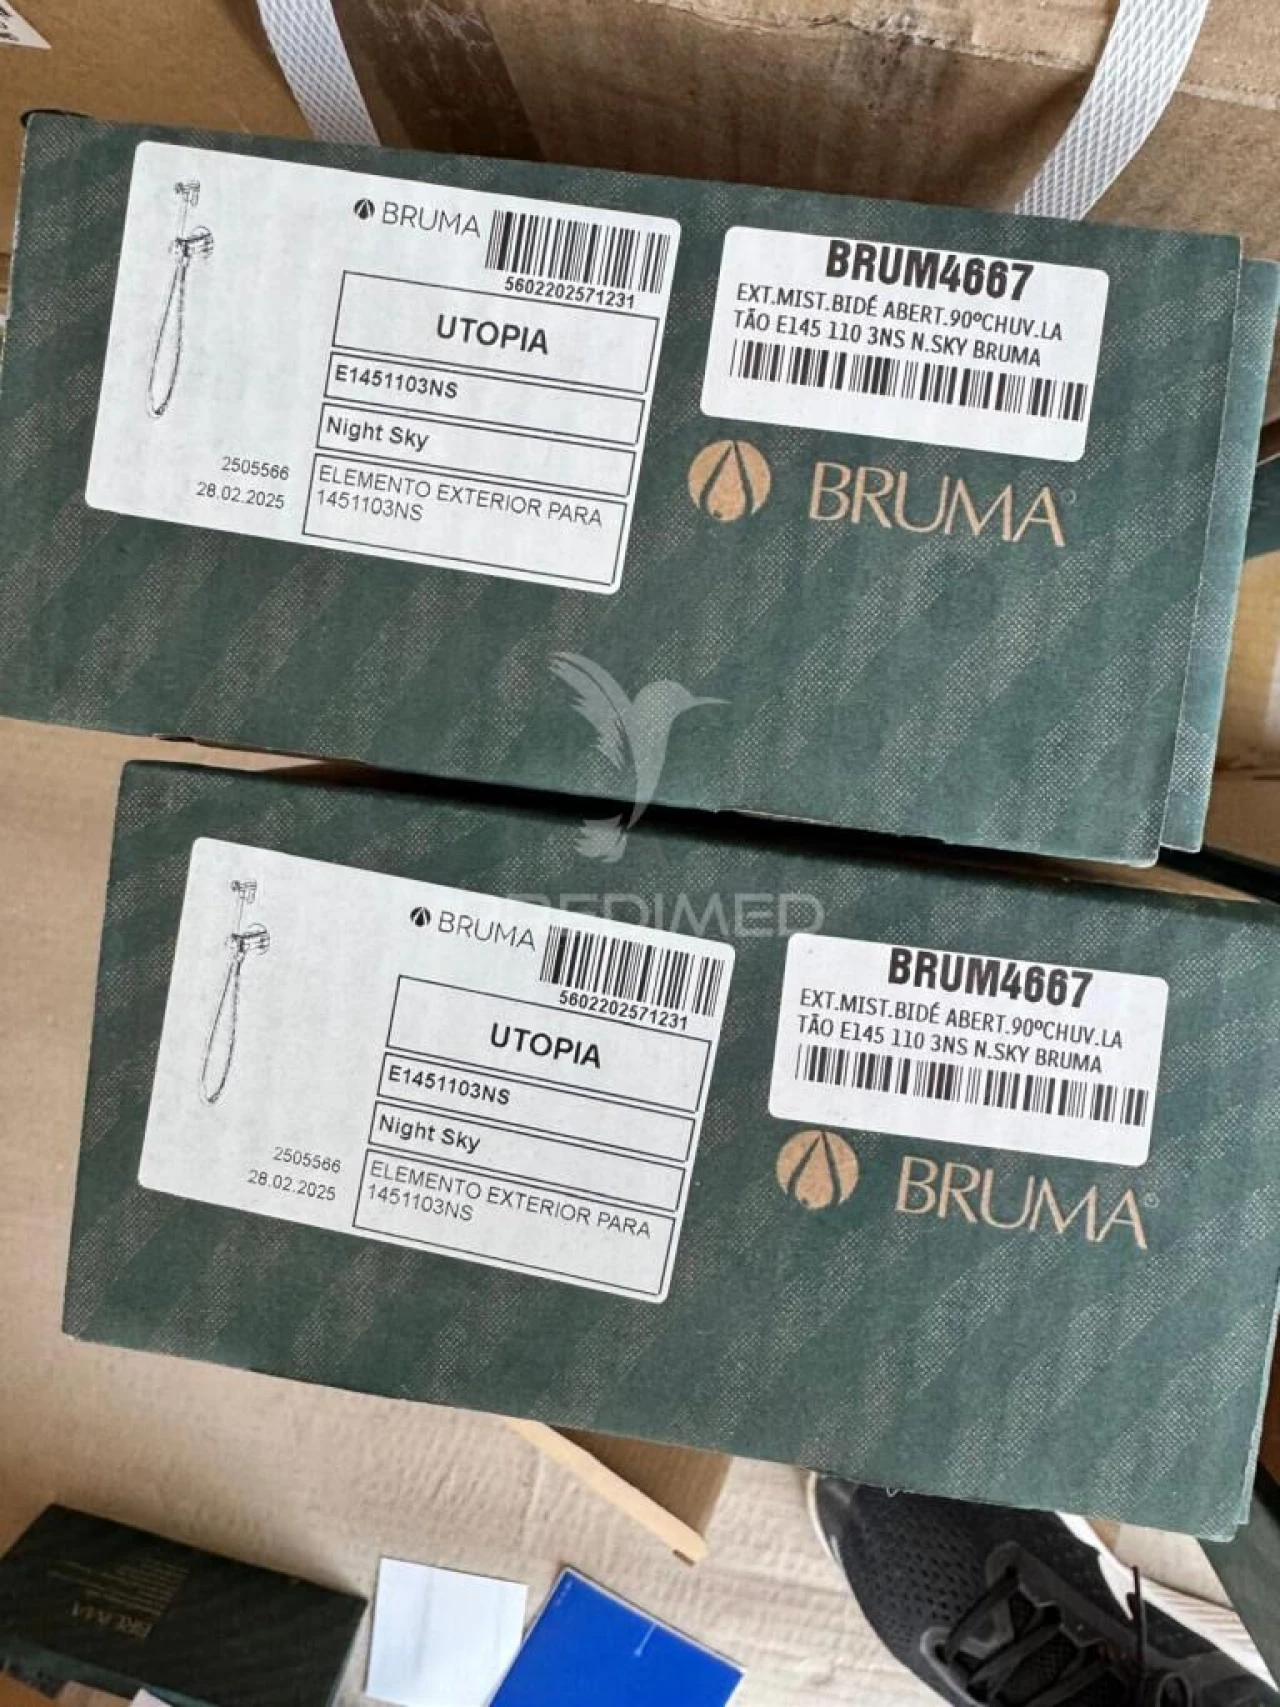 BRUMA
5602202571231
UTOPIA
E1451103NS
Night Sky
ELEMENTO EXTERIOR PARA
1451103NS
2505566
28.02.2025
BRUM4667
EXT.MIST.BIDÉ ABERT.90ºCHUV.LA
TÃO E145 110 3NS N.SKY BRUMA
BRUMA
BRUMA
5602202571231
UTOPIA
E1451103NS
Night Sky
ELEMENTO EXTERIOR PARA
1451103NS
2505566
28.02.2025
BRUM4667
EXT.MIST.BIDÉ ABERT.90ºCHUV.LA
TÃO E145 110 3NS N.SKY BRUMA
BRUMA
BRUMA